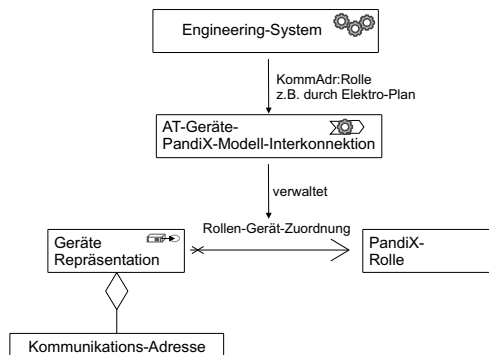 Engineering-System
KommAdr:Rolle
z.B. durch Elektro-Plan
AT-Geräte-
PandiX-Modell-Interkonnektion
verwaltet
Rollen-Gerät-Zuordnung
Geräte
Repräsentation
PandiX-
Rolle
Kommunikations-Adresse